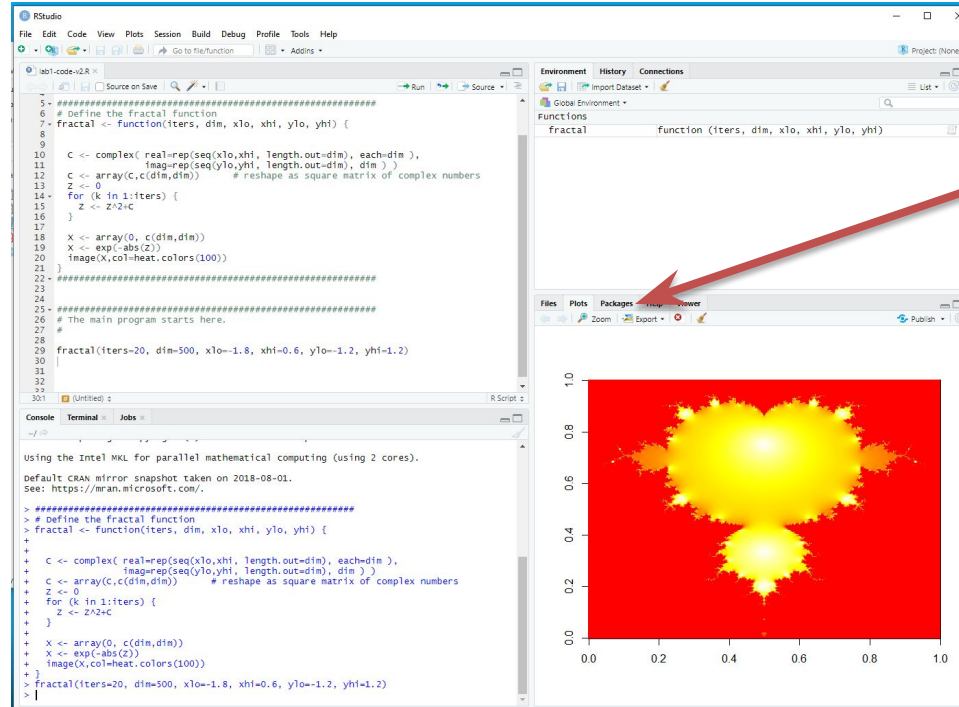 RStudio
File Edit Code View Plots Session Build Debug Profile Tools Help
Go to file/function Addins Project: (None
lab1-code-v2.R
Source on Save Run Source
5 ##########################################################
6 # Define the fractal function
7 fractal <- function(iters, dim, xlo, xhi, ylo, yhi) {
8
9
10 C <- complex( real=rep(seq(xlo,xhi, length.out=dim), each=dim ),
11 imag=rep(seq(ylo,yhi, length.out=dim), dim ) )
12 C <- array(C,c(dim,dim)) # reshape as square matrix of complex numbers
13 Z <- 0
14 for (k in 1:iters) {
15 Z <- Z^2+C
16 }
17
18 X <- array(0, c(dim,dim))
19 X <- exp(-abs(Z))
20 image(X,col=heat.colors(100))
21 }
22 ##########################################################
23
24
25 ##########################################################
26 # The main program starts here.
27 #
28
29 fractal(iters=20, dim=500, xlo=-1.8, xhi=0.6, ylo=-1.2, yhi=1.2)
30
31
32
30:1 (Untitled) R Script
Console Terminal Jobs
~/
Using the Intel MKL for parallel mathematical computing (using 2 cores).
Default CRAN mirror snapshot taken on 2018-08-01.
See: https://mran.microsoft.com/.
> ##########################################################
> # Define the fractal function
> fractal <- function(iters, dim, xlo, xhi, ylo, yhi) {
+
+
+ C <- complex( real=rep(seq(xlo,xhi, length.out=dim), each=dim ),
+ imag=rep(seq(ylo,yhi, length.out=dim), dim ) )
+ C <- array(C,c(dim,dim)) # reshape as square matrix of complex numbers
+ Z <- 0
+ for (k in 1:iters) {
+ Z <- Z^2+C
+ }
+
+ X <- array(0, c(dim,dim))
+ X <- exp(-abs(Z))
+ image(X,col=heat.colors(100))
+ }
> fractal(iters=20, dim=500, xlo=-1.8, xhi=0.6, ylo=-1.2, yhi=1.2)
>
Environment History Connections
Import Dataset List
Global Environment
Functions
fractal function (iters, dim, xlo, xhi, ylo, yhi)
Files Plots Packages Viewer
Zoom Export Publish
1.0
0.8
0.6
0.4
0.2
0.0
0.0 0.2 0.4 0.6 0.8 1.0